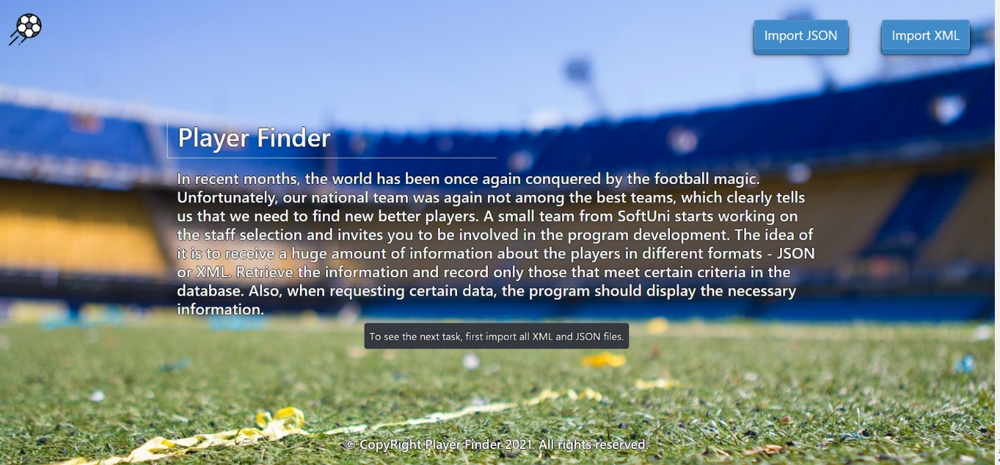 Import JSON
Import XML
Player Finder
In recent months, the world has been once again conquered by the football magic.
Unfortunately, our national team was again not among the best teams, which clearly tells
us that we need to find new better players. A small team from SoftUni starts working on
the staff selection and invites you to be involved in the program development. The idea of
it is to receive a huge amount of information about the players in different formats - JSON
or XML. Retrieve the information and record only those that meet certain criteria in the
database. Also, when requesting certain data, the program should display the necessary
information.
To see the next task, first import all XML and JSON files.
© CopyRight Player Finder 2021. All rights reserved.